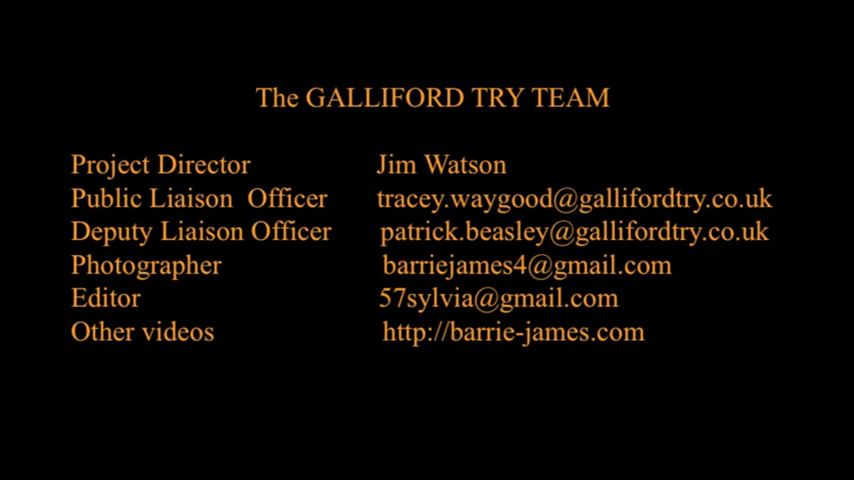 The GALLIFORD TRY TEAM
Project Director Jim Watson
Public Liaison Officer tracey.waygood@gallifordtry.co.uk
Deputy Liaison Officer patrick.beasley@gallifordtry.co.uk
Photographer barriejames4@gmail.com
Editor 57sylvia@gmail.com
Other videos http://barrie-james.com